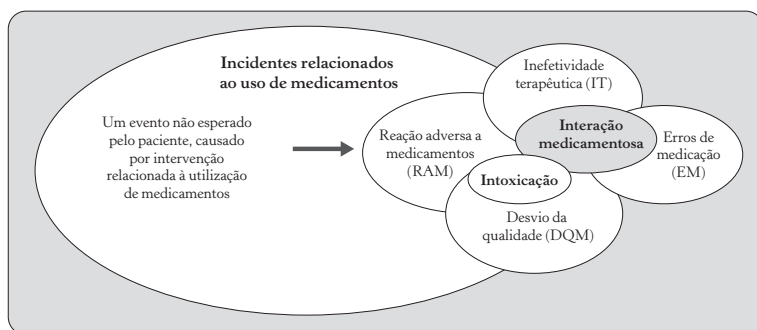 Incidentes relacionados
ao uso de medicamentos
Um evento não esperado
pelo paciente, causado
por intervenção
relacionada à utilização
de medicamentos
Inefetividade
terapêutica (IT)
Reação adversa a
medicamentos
(RAM)
Interação
medicamentosa
Erros de
medicação
(EM)
Intoxicação
Desvio da
qualidade (DQM)